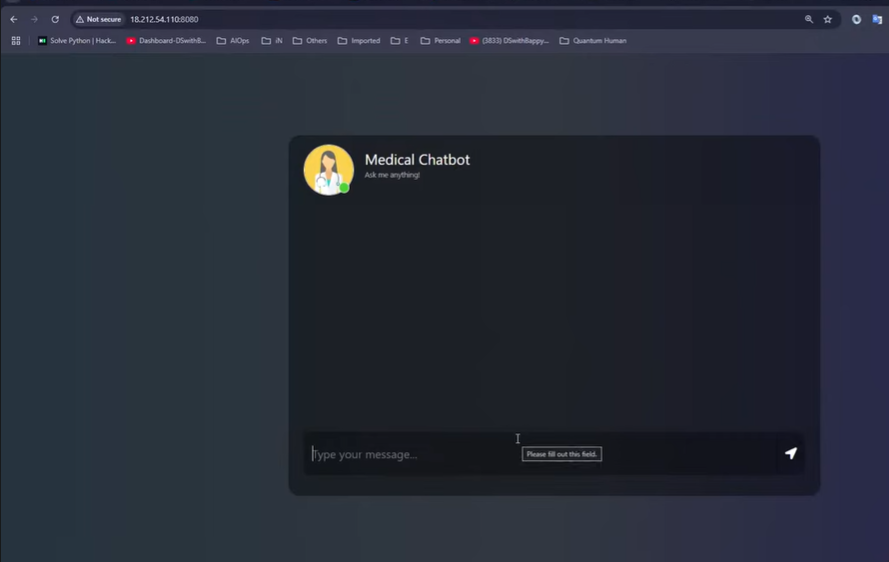 Not secure
18.212.54.110:8080
Solve Python | Hack...
Dashboard-DSwithB...
AIOps
iN
Others
Imported
E
Personal
(3833) DSwithBappy...
Quantum Human
Medical Chatbot
Ask me anything!
Type your message...
Please fill out this field.